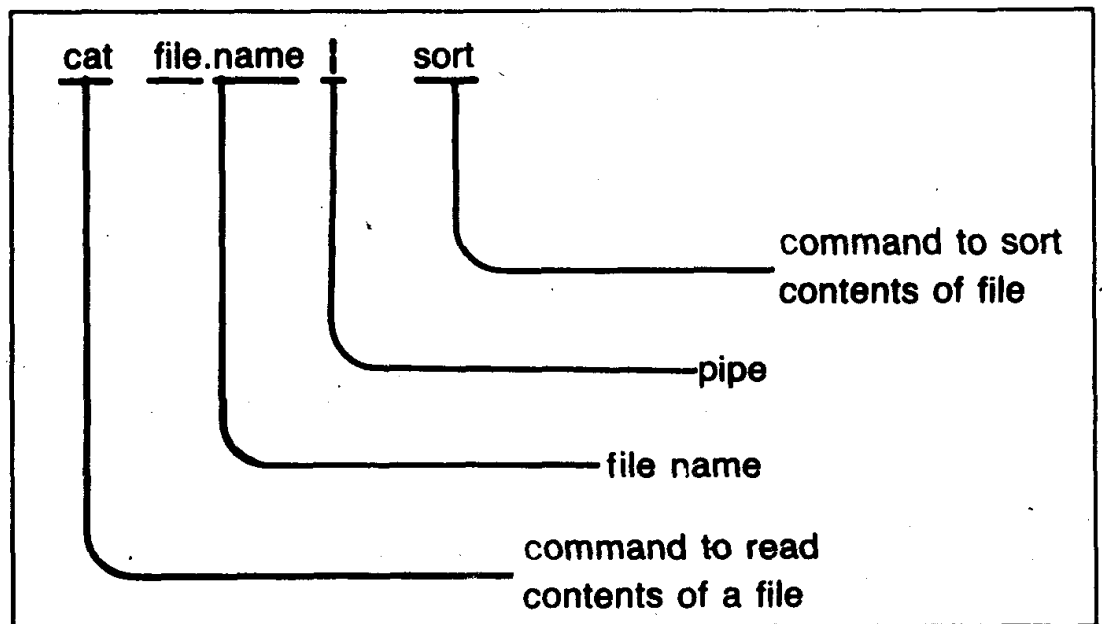 cat file.name | sort
command to sort
contents of file
pipe
file name
command to read
contents of a file